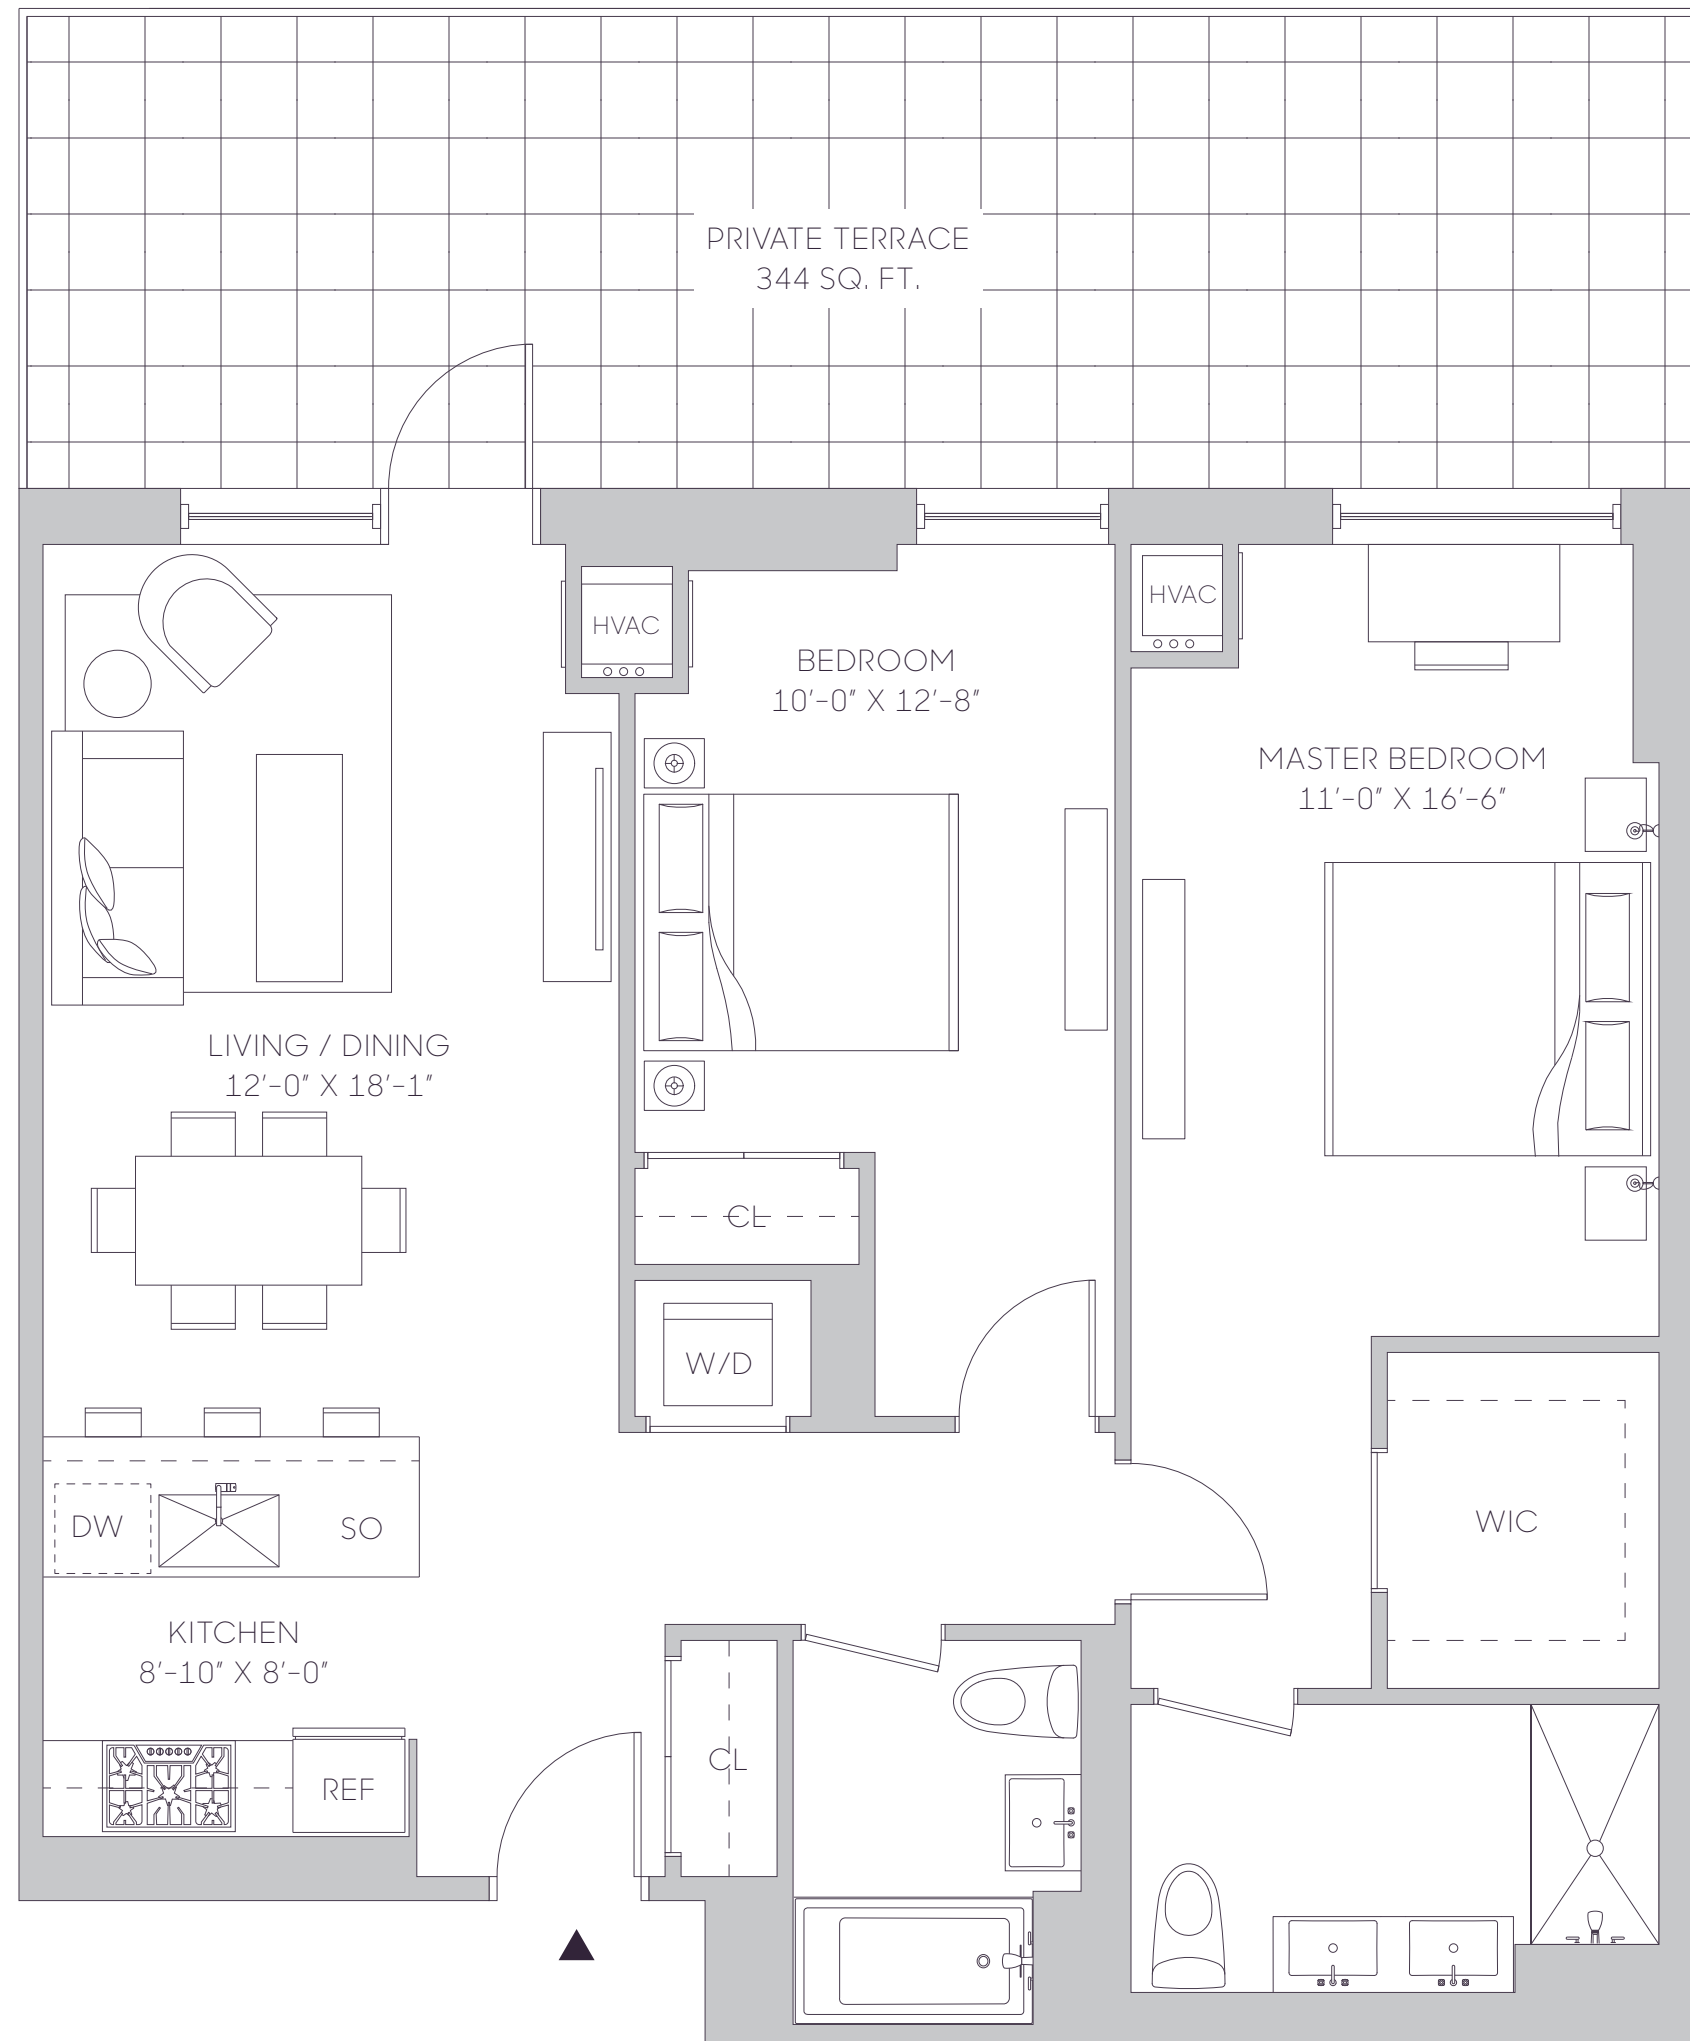 PRIVATE TERRACE
344 SQ. FT.
HVAC
HVAC
BEDROOM
10'-0" X 12'-8"
MASTER BEDROOM
11'-0" X 16'-6"
LIVING / DINING
12'-0" X 18'-1"
CL
W/D
DW
SO
WIC
KITCHEN
8'-10" X 8'-0"
CL
REF